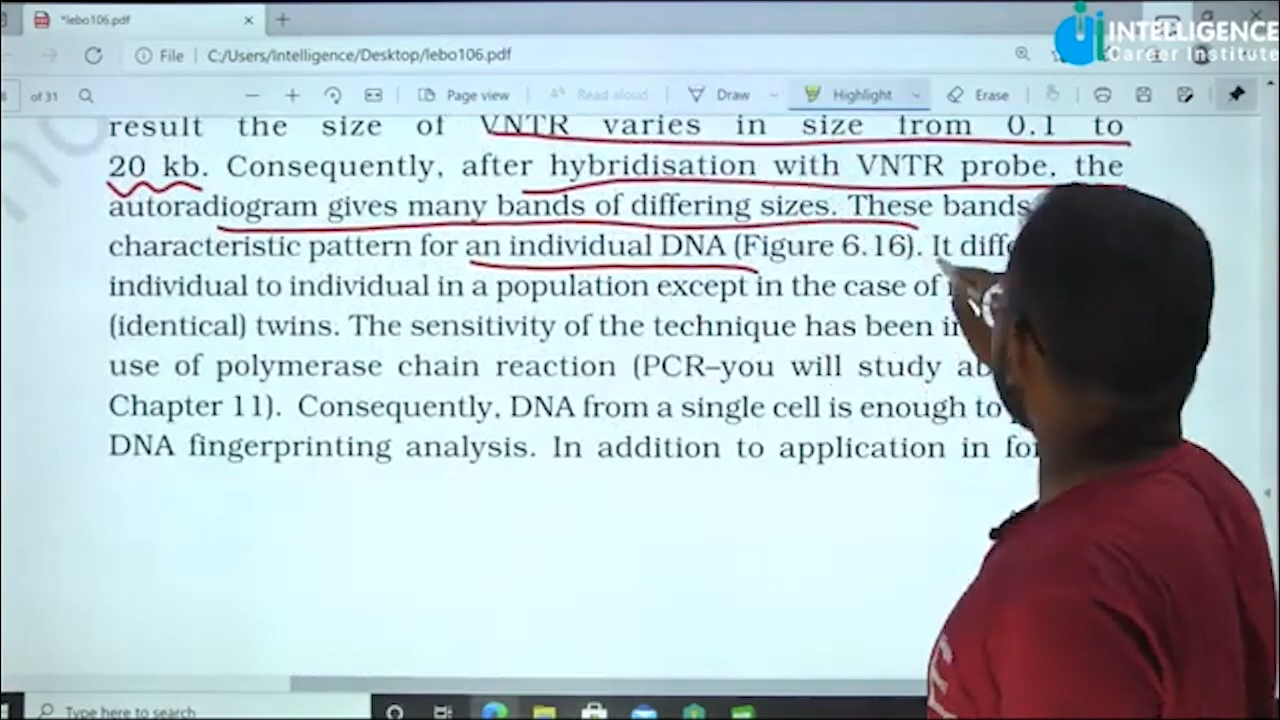 *lebo106.pdf
INTELLIGENCE
Career Institute
File C:/Users/Intelligence/Desktop/lebo106.pdf
of 31 Page view Read aloud Draw Highlight Erase
result the size of VNTR varies in size from 0.1 to
20 kb. Consequently, after hybridisation with VNTR probe, the
autoradiogram gives many bands of differing sizes. These bands
characteristic pattern for an individual DNA (Figure 6.16). It
individual to individual in a population except in the case of
(identical) twins. The sensitivity of the technique has been
use of polymerase chain reaction (PCR–you will study
Chapter 11). Consequently, DNA from a single cell is enough to
DNA fingerprinting analysis. In addition to application in
Type here to search